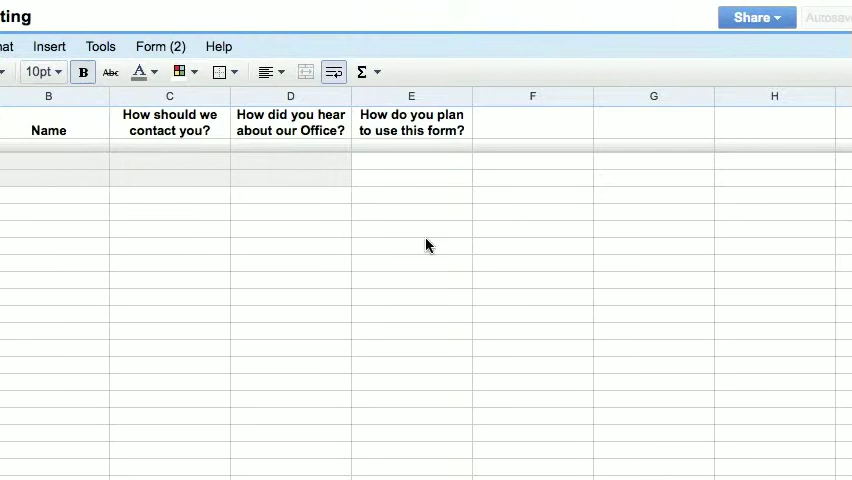 ting
Share
Autosave
nat Insert Tools Form (2) Help
10pt B Abc A Σ
B C D E F G H
Name
How should we
contact you?
How did you hear
about our Office?
How do you plan
to use this form?